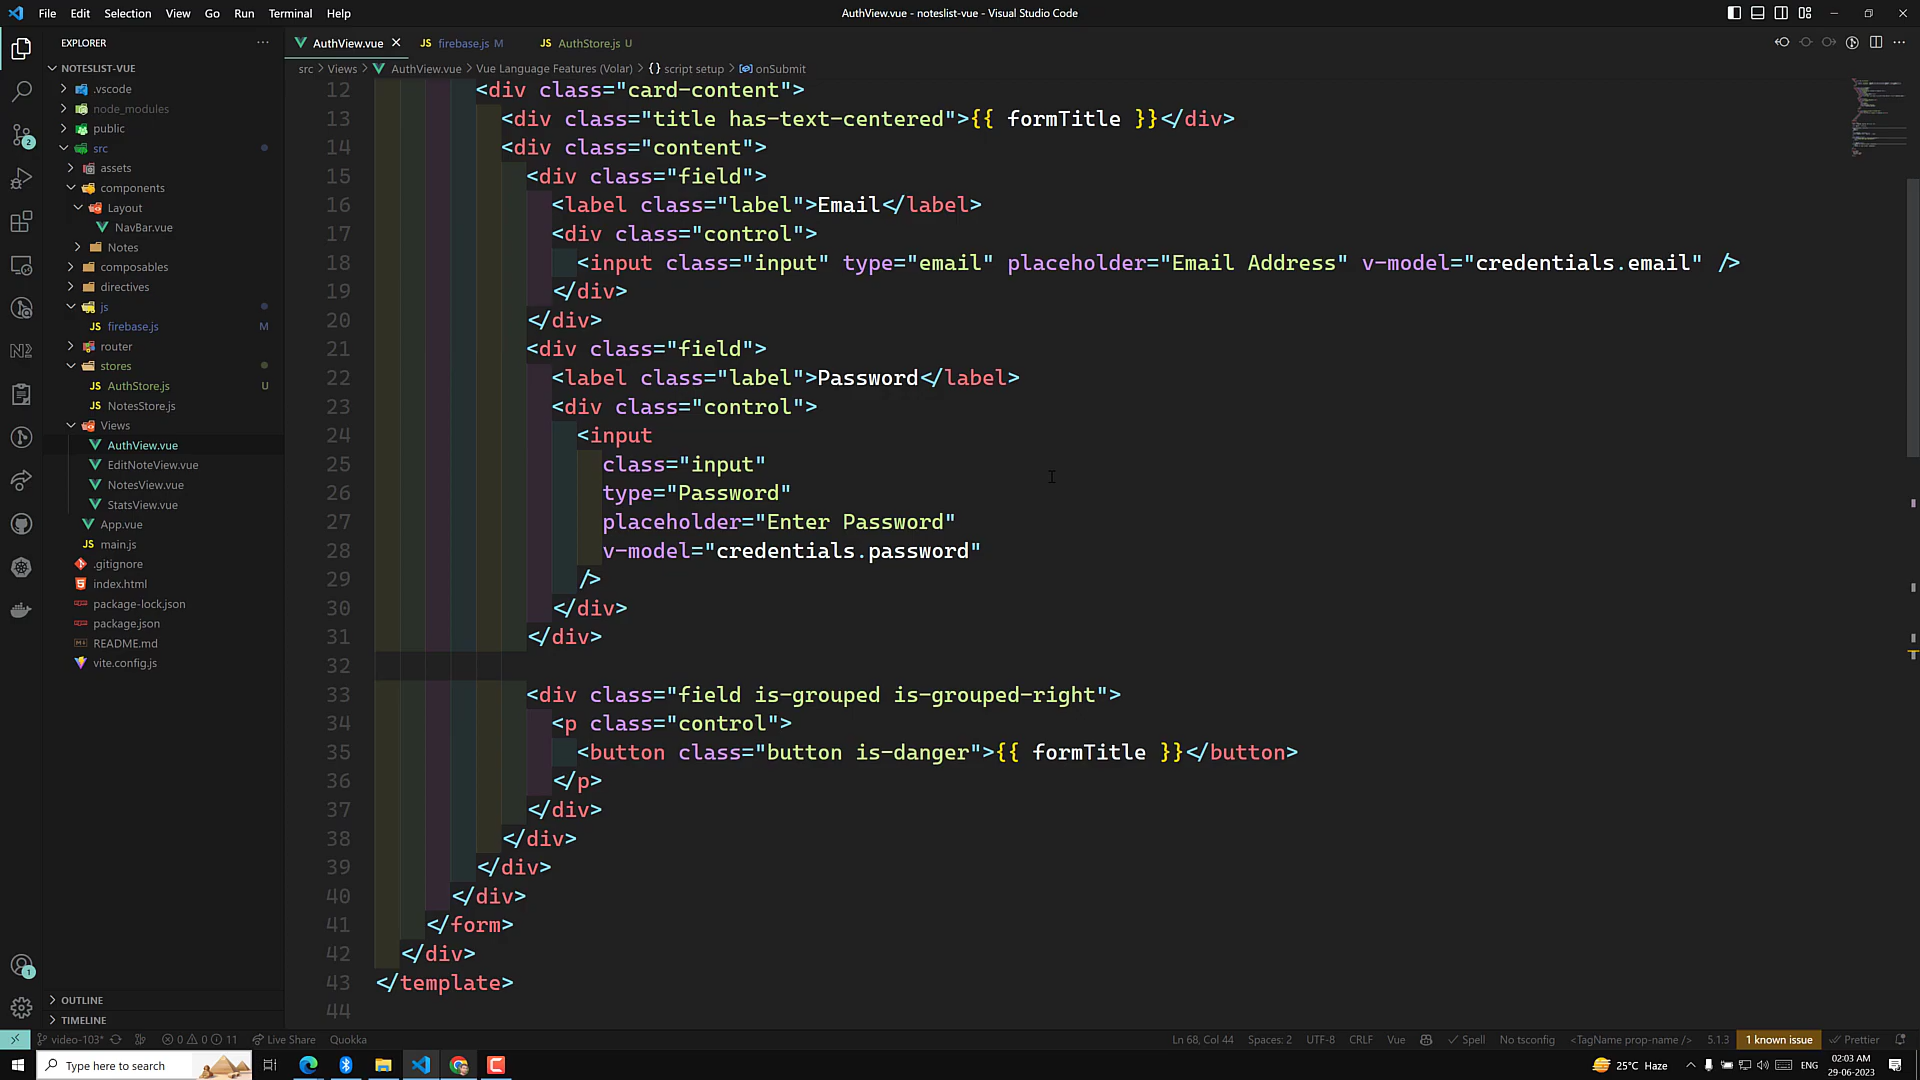 File Edit Selection View Go Run Terminal Help
AuthView.vue - noteslist-vue - Visual Studio Code
EXPLORER
AuthView.vue
JS firebase.js M
JS AuthStore.js U
NOTESLIST-VUE
src > Views > AuthView.vue > Vue Language Features (Volar) > {} script setup > onSubmit
.vscode
node_modules
public
src
assets
components
Layout
NavBar.vue
Notes
composables
directives
js
JS firebase.js M
router
stores
JS AuthStore.js U
JS NotesStore.js
Views
AuthView.vue
EditNoteView.vue
NotesView.vue
StatsView.vue
App.vue
JS main.js
.gitignore
index.html
package-lock.json
package.json
README.md
vite.config.js
OUTLINE
TIMELINE
12 <div class="card-content">
13 <div class="title has-text-centered">{{ formTitle }}</div>
14 <div class="content">
15 <div class="field">
16 <label class="label">Email</label>
17 <div class="control">
18 <input class="input" type="email" placeholder="Email Address" v-model="credentials.email" />
19 </div>
20 </div>
21 <div class="field">
22 <label class="label">Password</label>
23 <div class="control">
24 <input
25 class="input"
26 type="Password"
27 placeholder="Enter Password"
28 v-model="credentials.password"
29 />
30 </div>
31 </div>
32
33 <div class="field is-grouped is-grouped-right">
34 <p class="control">
35 <button class="button is-danger">{{ formTitle }}</button>
36 </p>
37 </div>
38 </div>
39 </div>
40 </div>
41 </form>
42 </div>
43 </template>
44
video-103* 0 0 11 Live Share Quokka
Ln 68, Col 44 Spaces: 2 UTF-8 CRLF Vue Spell No tsconfig <TagName prop-name /> 5.1.3 1 known issue Prettier
Type here to search
25°C Haze
ENG
02:03 AM
29-06-2023